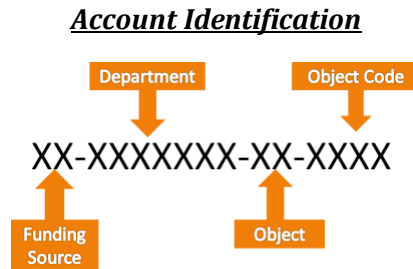 Account Identification
Department
Object Code
XX-XXXXXXX-XX-XXXX
Funding
Source
Object